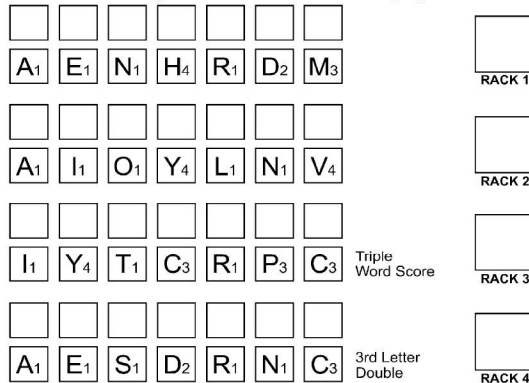 A1 E1 N1 H4 R1 D2 M3
RACK 1
A1 I1 O1 Y4 L1 N1 V4
RACK 2
I1 Y4 T1 C3 R1 P3 C3
Triple
Word Score
RACK 3
A1 E1 S1 D2 R1 N1 C3
3rd Letter
Double
RACK 4